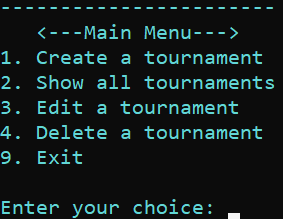 -----------------------
<---Main Menu--->
1. Create a tournament
2. Show all tournaments
3. Edit a tournament
4. Delete a tournament
9. Exit
Enter your choice: